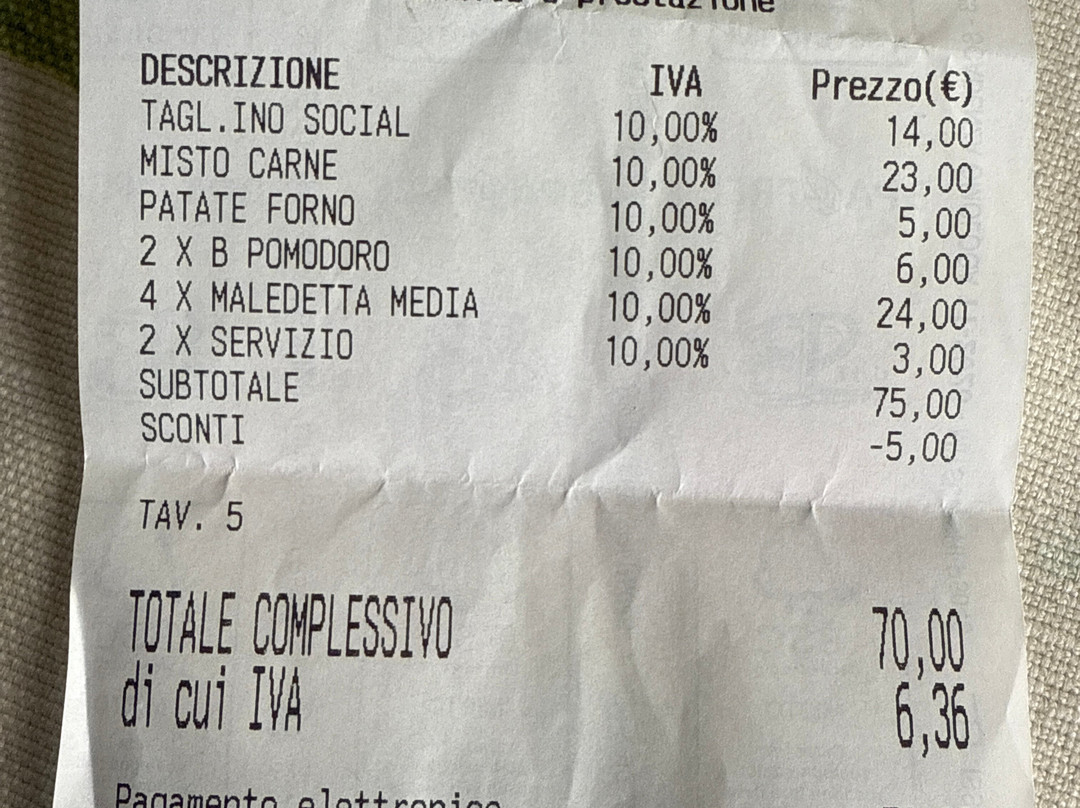 prestazione
DESCRIZIONE IVA Prezzo(€)
TAGL.INO SOCIAL 10,00% 14,00
MISTO CARNE 10,00% 23,00
PATATE FORNO 10,00% 5,00
2 X B POMODORO 10,00% 6,00
4 X MALEDETTA MEDIA 10,00% 24,00
2 X SERVIZIO 10,00% 3,00
SUBTOTALE 75,00
SCONTI -5,00
TAV. 5
TOTALE COMPLESSIVO 70,00
di cui IVA 6,36
Pagamento elettronico